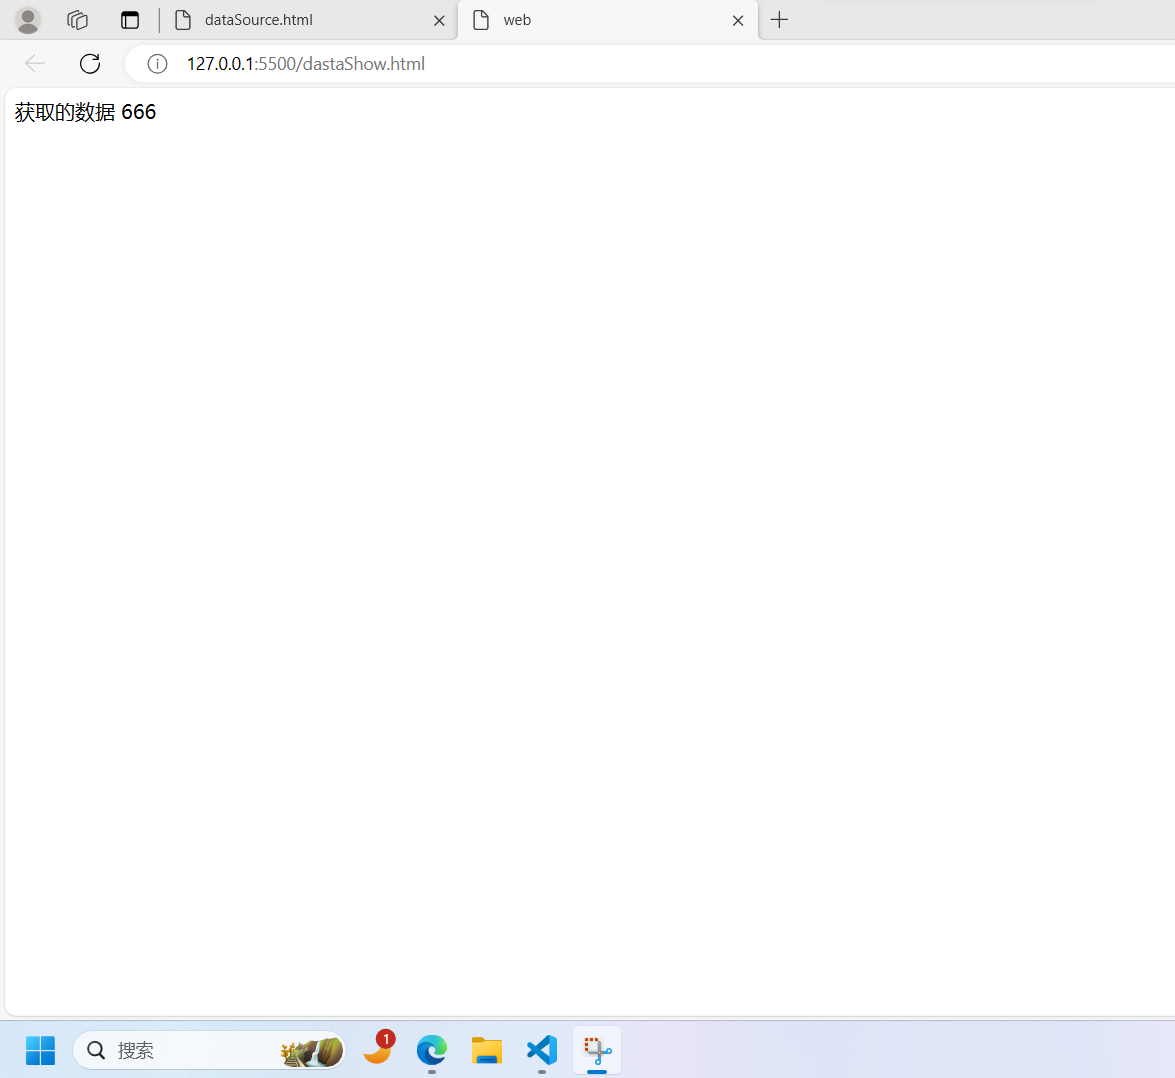 dataSource.html
web
127.0.0.1:5500/dastaShow.html
获取的数据 666
搜索
1